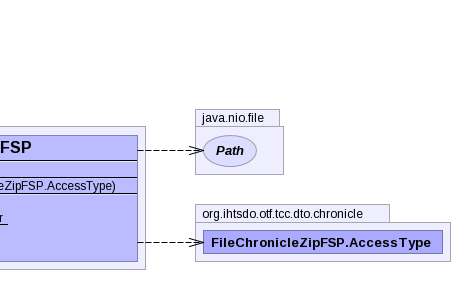 java.nio.file
Path
FSP
eZipFSP.AccessType)
r
org.ihtsdo.otf.tcc.dto.chronicle
FileChronicleZipFSP.AccessType